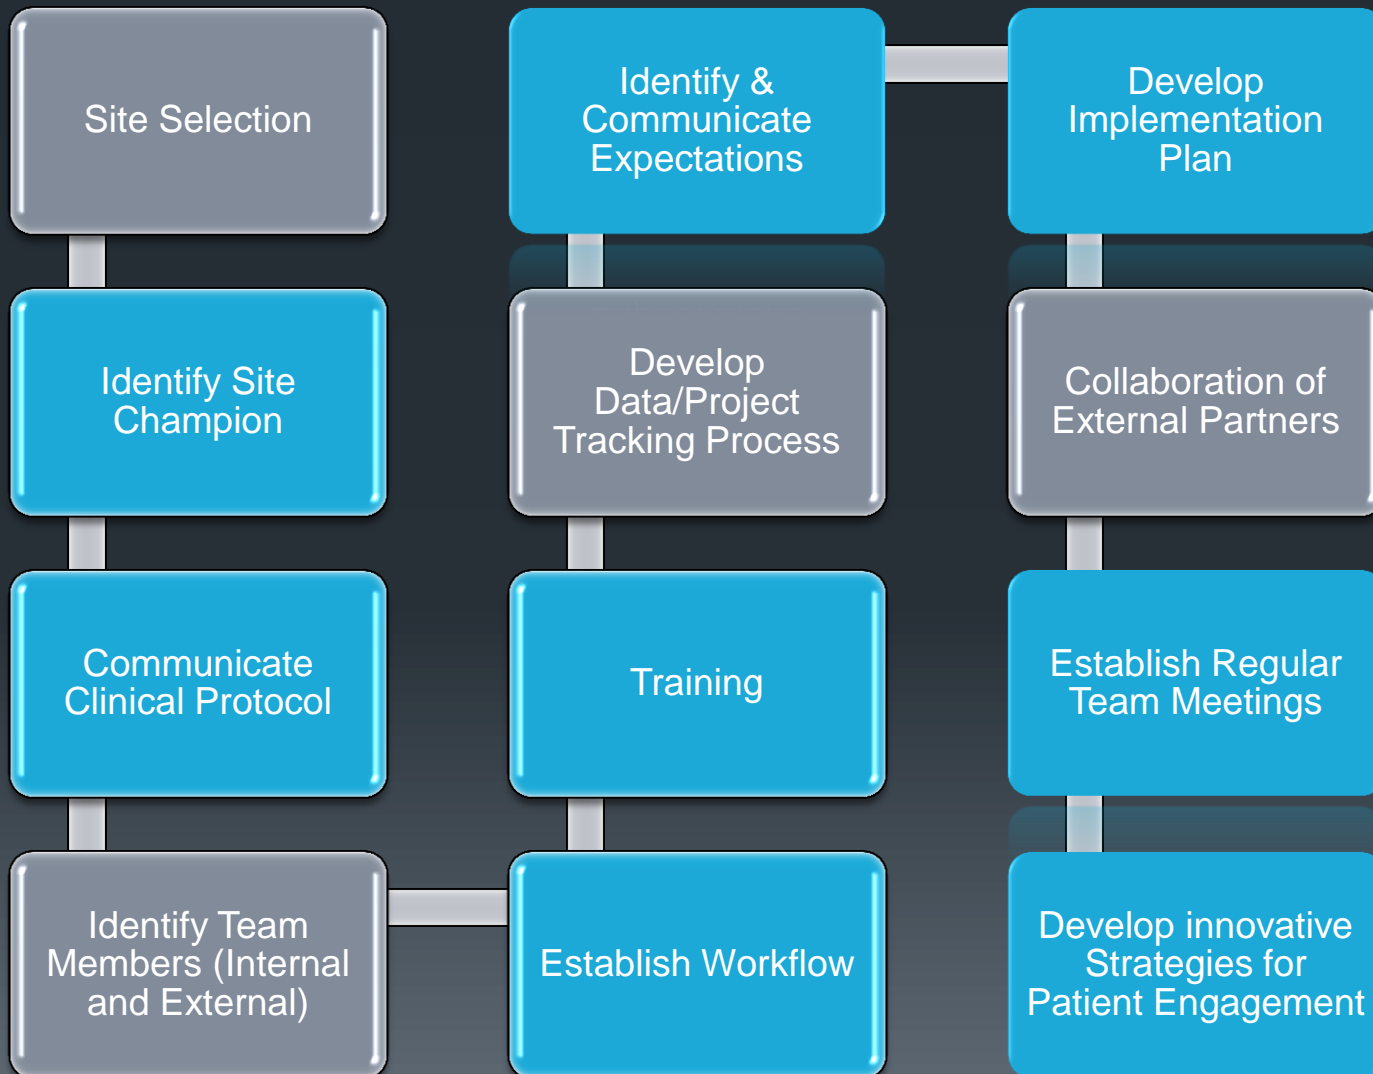 Site Selection
Identify Site
Champion
Communicate
Clinical Protocol
Identify Team
Members (Internal
and External)
Establish Workflow
Training
Develop
Data/Project
Tracking Process
Identify &
Communicate
Expectations
Develop
Implementation
Plan
Collaboration of
External Partners
Establish Regular
Team Meetings
Develop innovative
Strategies for
Patient Engagement